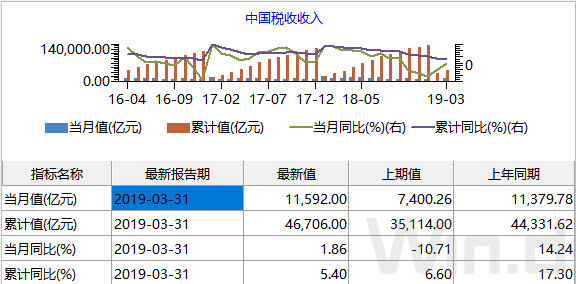 中国税收收入
140,000.00
0.00
0
16-04 16-09 17-02 17-07 17-12 18-05 19-03
当月值(亿元) 累计值(亿元) 当月同比(%)(右) 累计同比(%)(右)
指标名称 最新报告期 最新值 上期值 上年同期
当月值(亿元) 2019-03-31 11,592.00 7,400.26 11,379.78
累计值(亿元) 2019-03-31 46,706.00 35,114.00 44,331.62
当月同比(%) 2019-03-31 1.86 -10.71 14.24
累计同比(%) 2019-03-31 5.40 6.60 17.30
Win.d